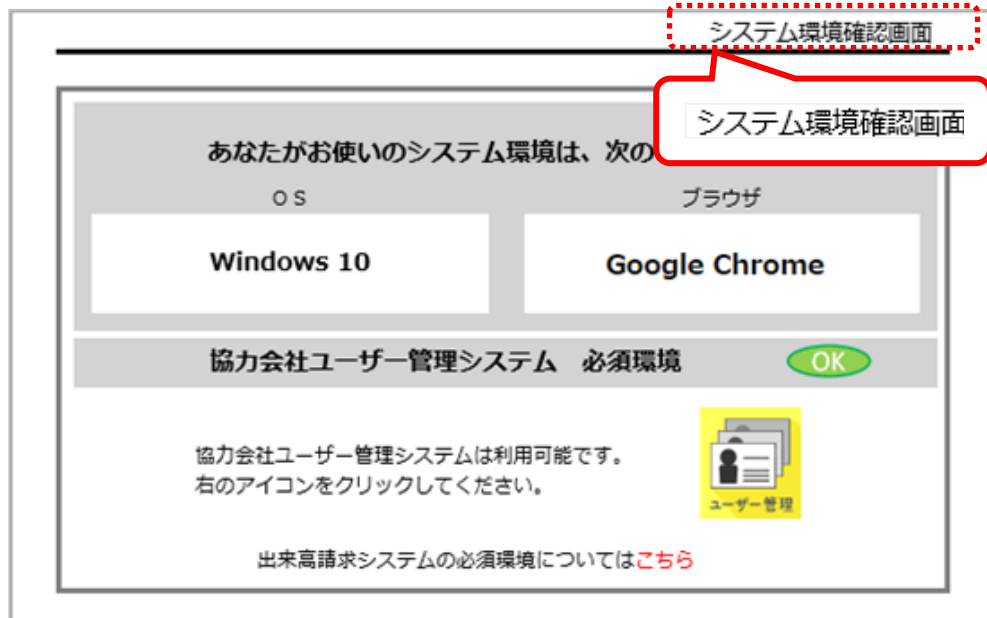 システム環境確認画面
システム環境確認画面
あなたがお使いのシステム環境は、次の
ＯＳ
ブラウザ
Windows 10
Google Chrome
協力会社ユーザー管理システム　必須環境
OK
協力会社ユーザー管理システムは利用可能です。
右のアイコンをクリックしてください。
ユーザー管理
出来高請求システムの必須環境についてはこちら